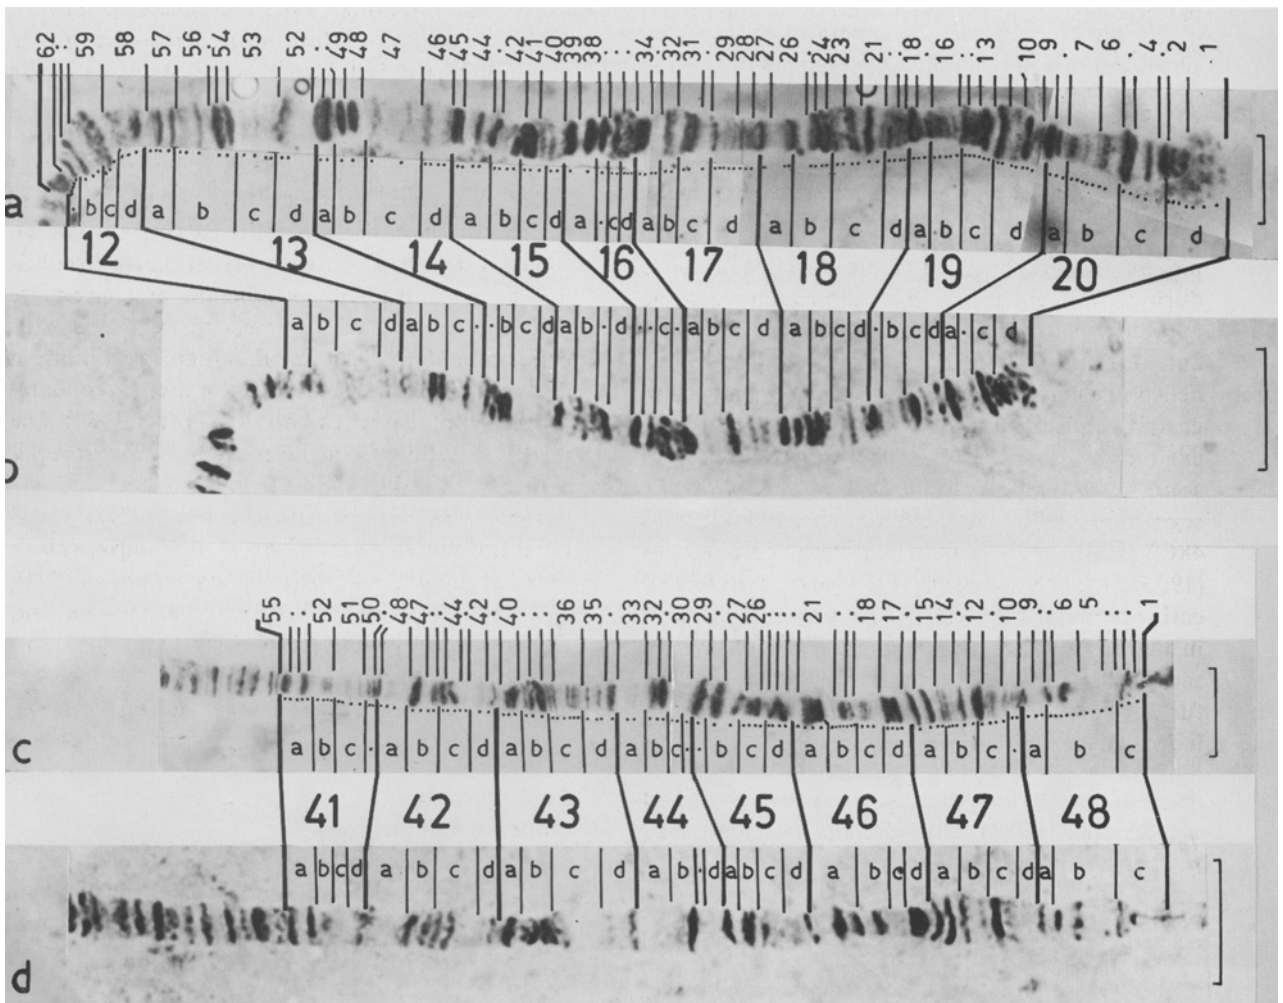 62 . . 59 58 57 56 . . 54 53 52 . 49 48 47 46 45 44 . 42 41 40 39 38 . . . 34 . 32 31 . 29 28 27 26 . 24 23 . 21 . . 18 . 16 . . 13 . . 10 9 . 7 6 . 4 . 2 .1
a . b c d a b c d a b c d a b c d a . c d a b c d a b c d a b c d a b c d
12 13 14 15 16 17 18 19 20
a b c d a b c . . b c d a b . d . . c . a b c d a b c d . b c d a . c d
b
55 . . . 52 51 . 50 . 48 47 . . 44 . 42 . 40 . . . . 36 35 . 33 . 32 . 30 . 29 . 27 . 26 . . . 21 . . . 18 17 . . 15 14 . 12 . 10 . 9 . 6 5 . . . 1
c a b c . a b c d a b c d a b c . . b c d a b c d a b c . a b c
41 42 43 44 45 46 47 48
a b c d a b c d a b c d a b . d a b c d a b c d a b c d a b c
d